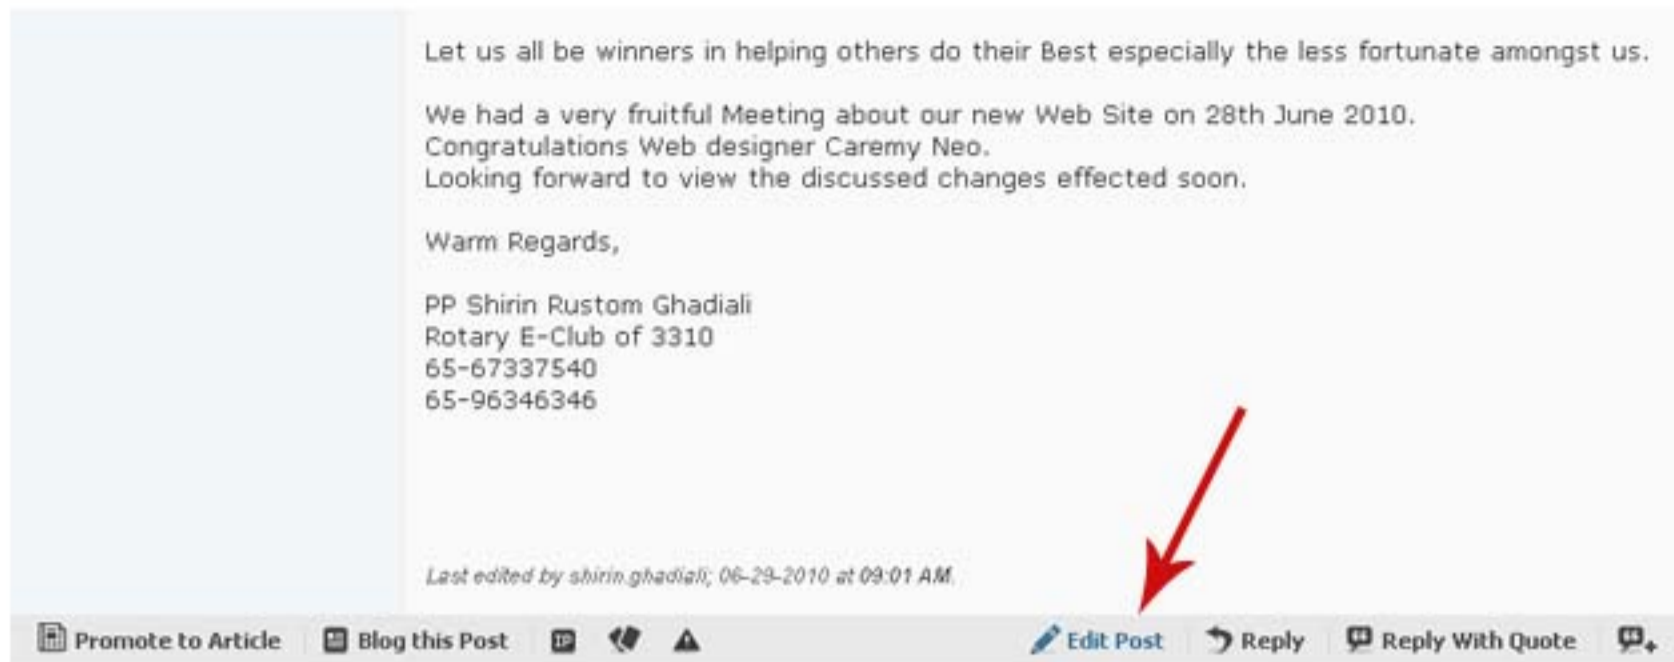 Let us all be winners in helping others do their Best especially the less fortunate amongst us.
We had a very fruitful Meeting about our new Web Site on 28th June 2010.
Congratulations Web designer Caremy Neo.
Looking forward to view the discussed changes effected soon.
Warm Regards,
PP Shirin Rustom Ghadiali
Rotary E-Club of 3310
65-67337540
65-96346346
Last edited by shirin.ghadiali; 06-29-2010 at 09:01 AM.
Promote to Article Blog this Post IP Edit Post Reply Reply With Quote